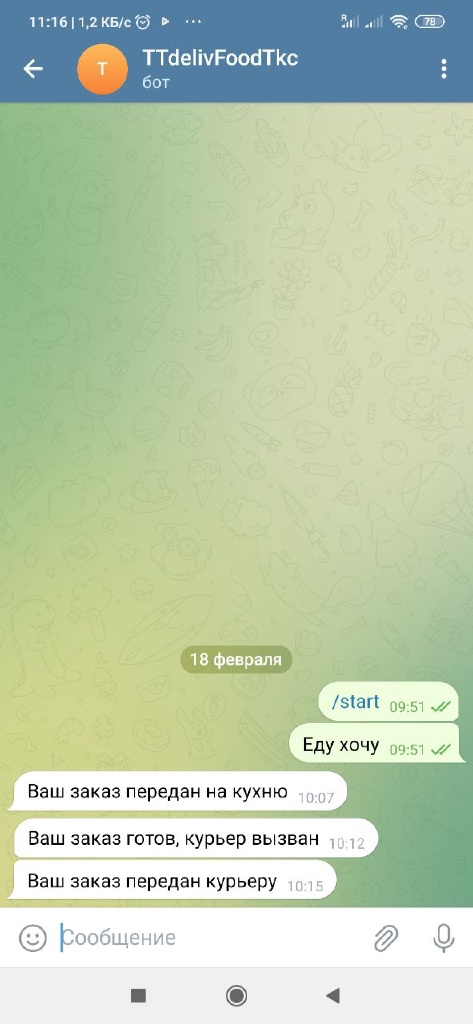 11:16 | 1,2 КБ/с
78
T
TTdelivFoodTkc
бот
18 февраля
/start 09:51
Еду хочу 09:51
Ваш заказ передан на кухню 10:07
Ваш заказ готов, курьер вызван 10:12
Ваш заказ передан курьеру 10:15
Сообщение